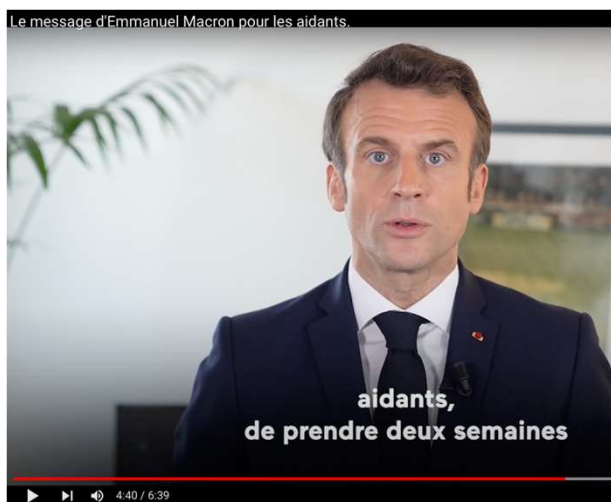 Le message d'Emmanuel Macron pour les aidants.
aidants,
de prendre deux semaines
4:40 / 6:39